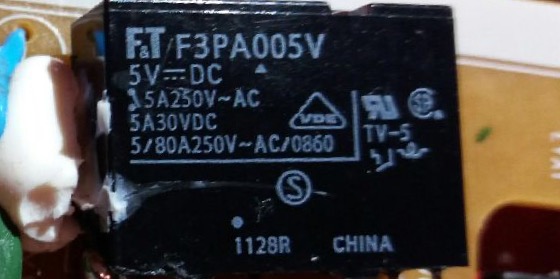 F&T/F3PA005V
5V⎓DC
5A250V~AC
5A30VDC
5/80A250V~AC/0860
VDE
TV-5
S
1128R CHINA